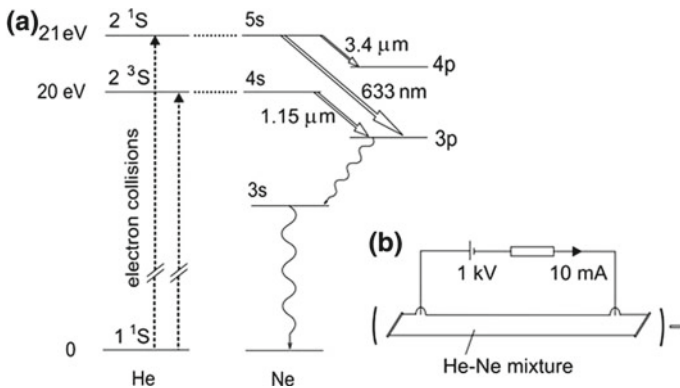 (a)
21 eV
2 ¹S
5s
3.4 μm
4p
20 eV
2 ³S
4s
633 nm
1.15 μm
3p
3s
electron collisions
(b)
1 kV
10 mA
0
1 ¹S
He
Ne
He-Ne mixture